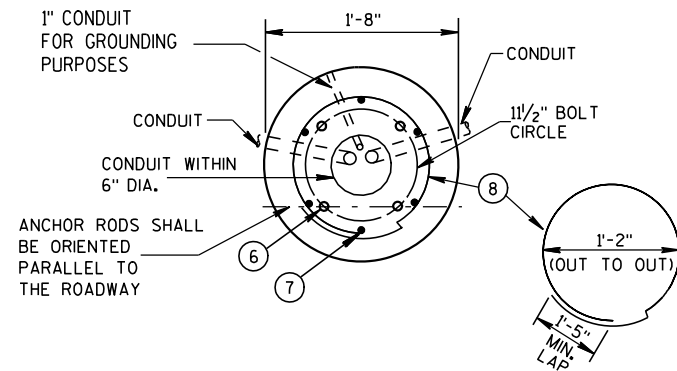 1" CONDUIT
FOR GROUNDING
PURPOSES
1'-8"
CONDUIT
CONDUIT
11½" BOLT
CIRCLE
CONDUIT WITHIN
6" DIA.
8
ANCHOR RODS SHALL
BE ORIENTED
PARALLEL TO
THE ROADWAY
6
7
1'-2"
(OUT TO OUT)
1'-5"
MIN.
LAP